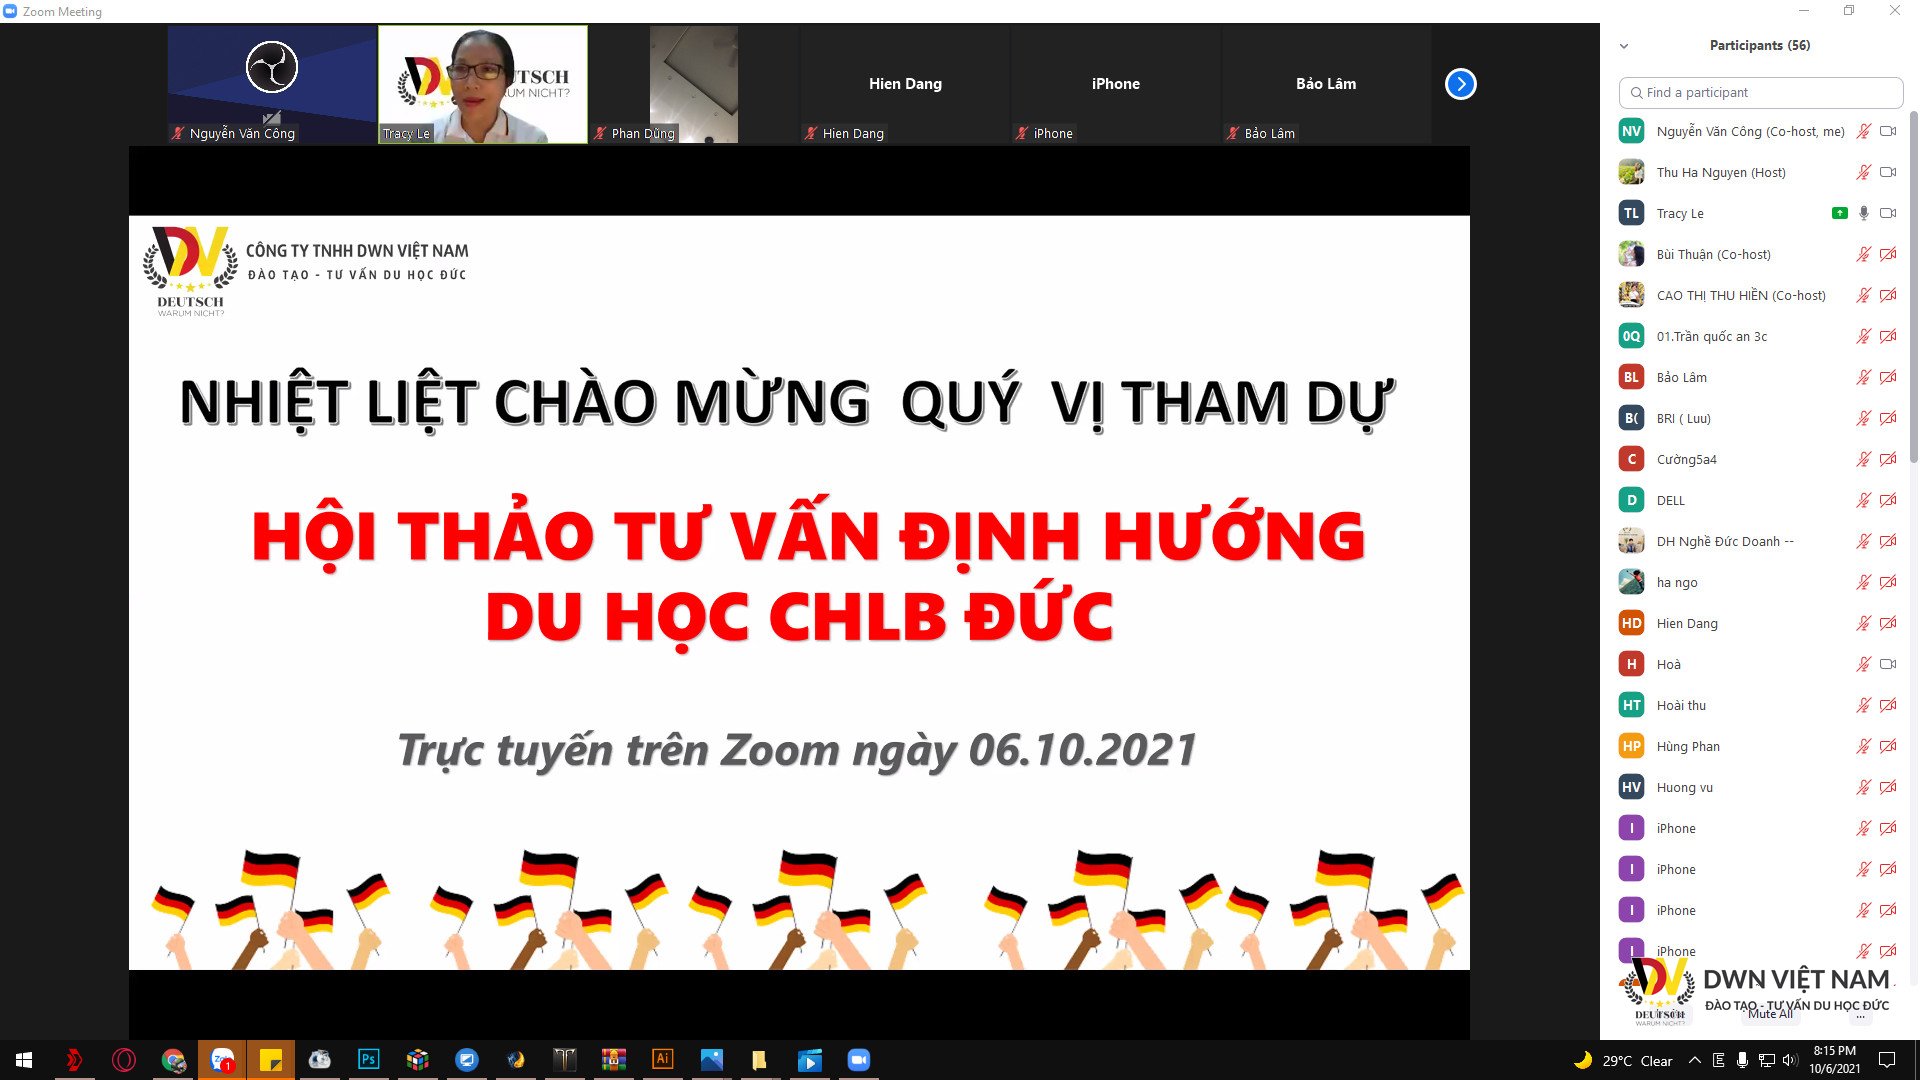 Zoom Meeting
Nguyễn Văn Công
DEUTSCH
WARUM NICHT?
Tracy Le
Phan Dũng
Hien Dang
Hien Dang
iPhone
iPhone
Bảo Lâm
Bảo Lâm
CÔNG TY TNHH DWN VIỆT NAM
ĐÀO TẠO - TƯ VẤN DU HỌC ĐỨC
DEUTSCH
WARUM NICHT?
NHIỆT LIỆT CHÀO MỪNG QUÝ VỊ THAM DỰ
HỘI THẢO TƯ VẤN ĐỊNH HƯỚNG
DU HỌC CHLB ĐỨC
Trực tuyến trên Zoom ngày 06.10.2021
Participants (56)
Find a participant
NV Nguyễn Văn Công (Co-host, me)
Thu Ha Nguyen (Host)
TL Tracy Le
Bùi Thuận (Co-host)
CAO THỊ THU HIỀN (Co-host)
0Q 01.Trần quốc an 3c
BL Bảo Lâm
B( BRI ( Luu)
C Cường5a4
D DELL
DH Nghề Đức Doanh --
ha ngo
HD Hien Dang
H Hoà
HT Hoài thu
HP Hùng Phan
HV Huong vu
I iPhone
I iPhone
I iPhone
I iPhone
DWN VIỆT NAM
ĐÀO TẠO - TƯ VẤN DU HỌC ĐỨC
WARUM NICHT?
Mute All
...
Ps
Ai
1
29°C Clear
E
8:15 PM
10/6/2021